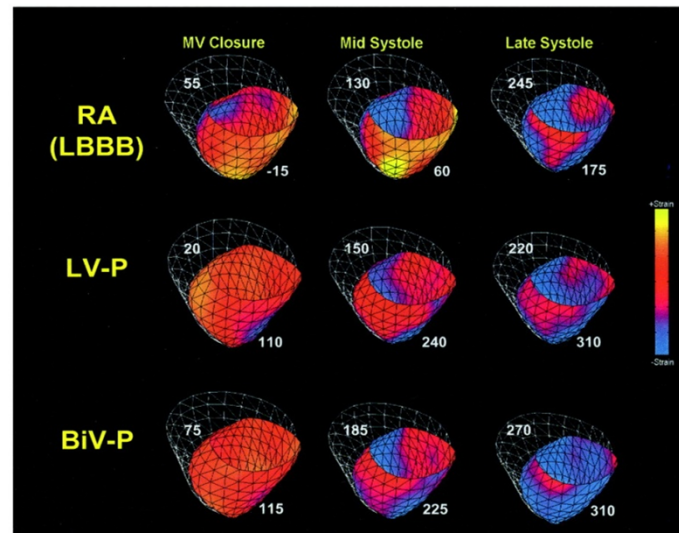 MV Closure Mid Systole Late Systole
RA
(LBBB)
55 -15
130 60
245 175
LV-P
20 110
150 240
220 310
BiV-P
75 115
185 225
270 310
+Strain
-Strain